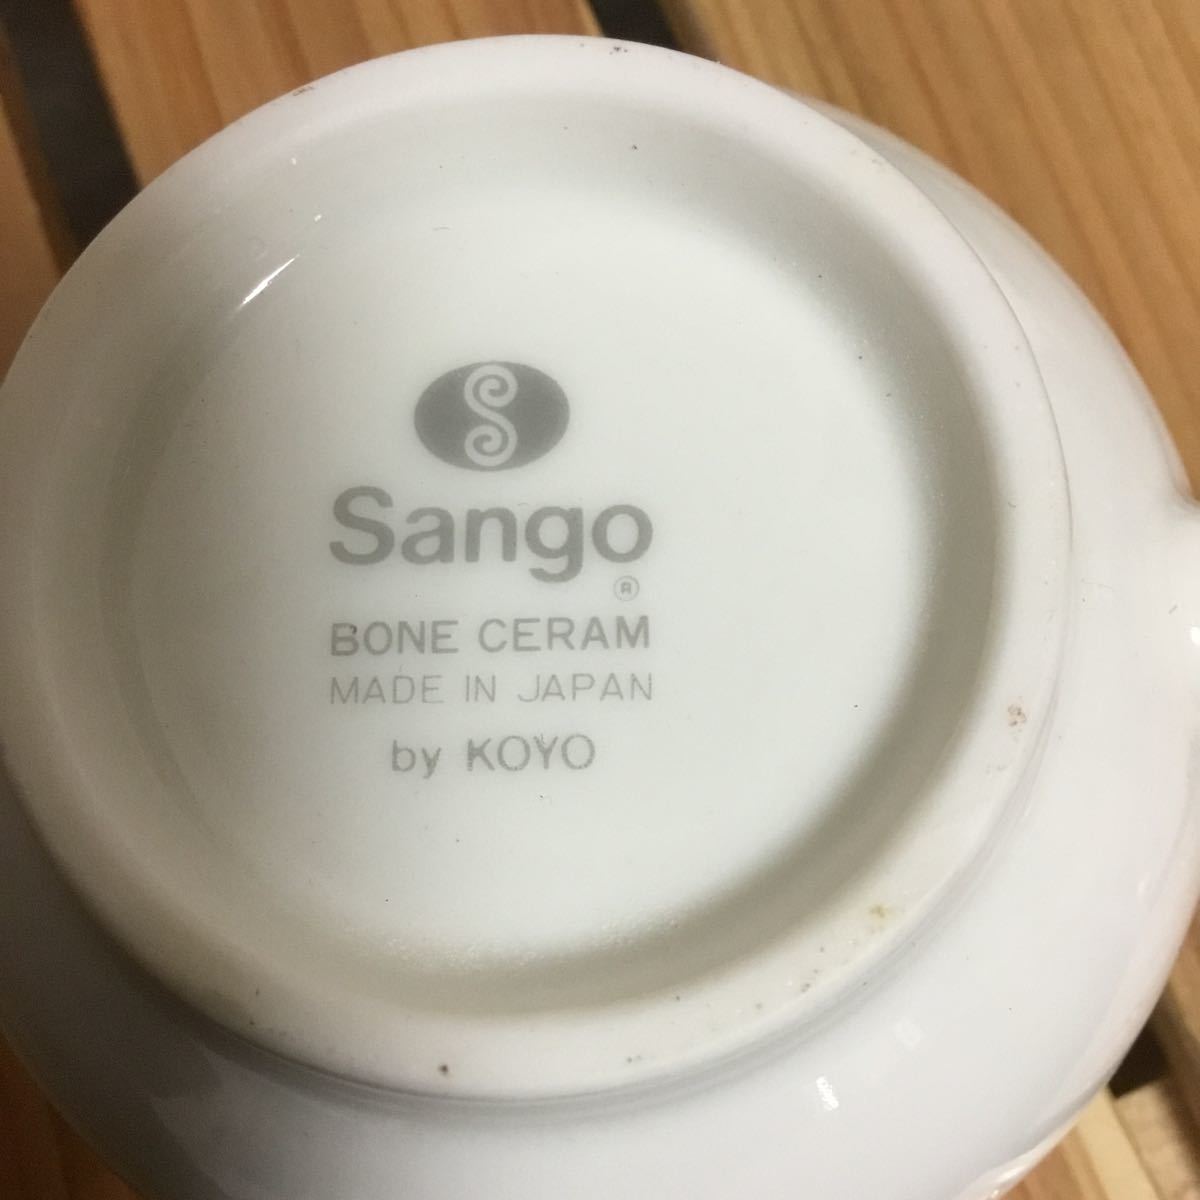 Sango
®
BONE CERAM
MADE IN JAPAN
by KOYO